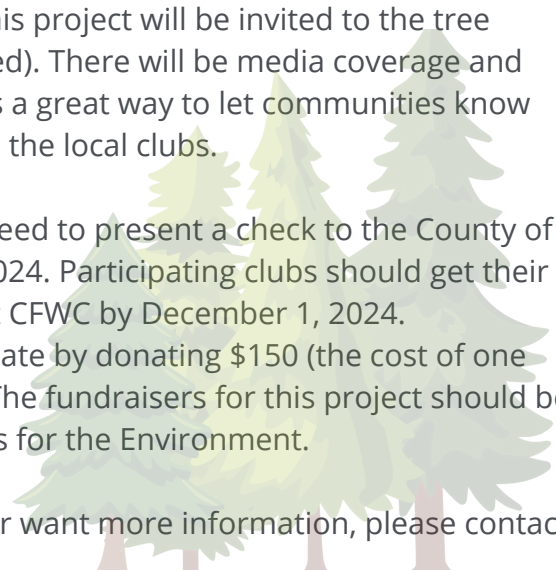 is project will be invited to the tree
ed). There will be media coverage and
s a great way to let communities know
the local clubs.
eed to present a check to the County of
024. Participating clubs should get their
CFWC by December 1, 2024.
ate by donating $150 (the cost of one
The fundraisers for this project should be
s for the Environment.
r want more information, please contac